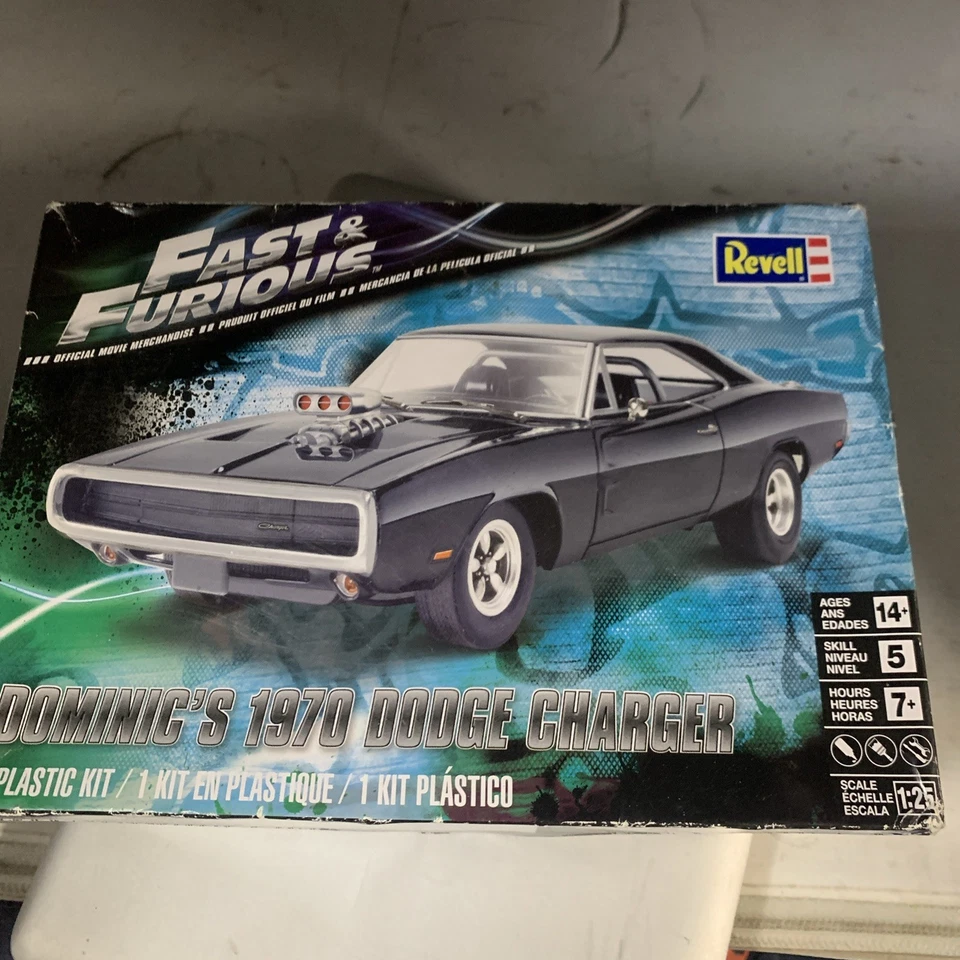 FAST &
FURIOUS™
OFFICIAL MOVIE MERCHANDISE PRODUIT OFFICIEL DU FILM MERCANCIA DE LA PELICULA OFICIAL
Revell
Charger
AGES
ANS
EDADES
14+
SKILL
NIVEAU
NIVEL
5
HOURS
HEURES
HORAS
7+
DOMINIC'S 1970 DODGE CHARGER
PLASTIC KIT / 1 KIT EN PLASTIQUE / 1 KIT PLÁSTICO
SCALE
ÉCHELLE
ESCALA
1:25